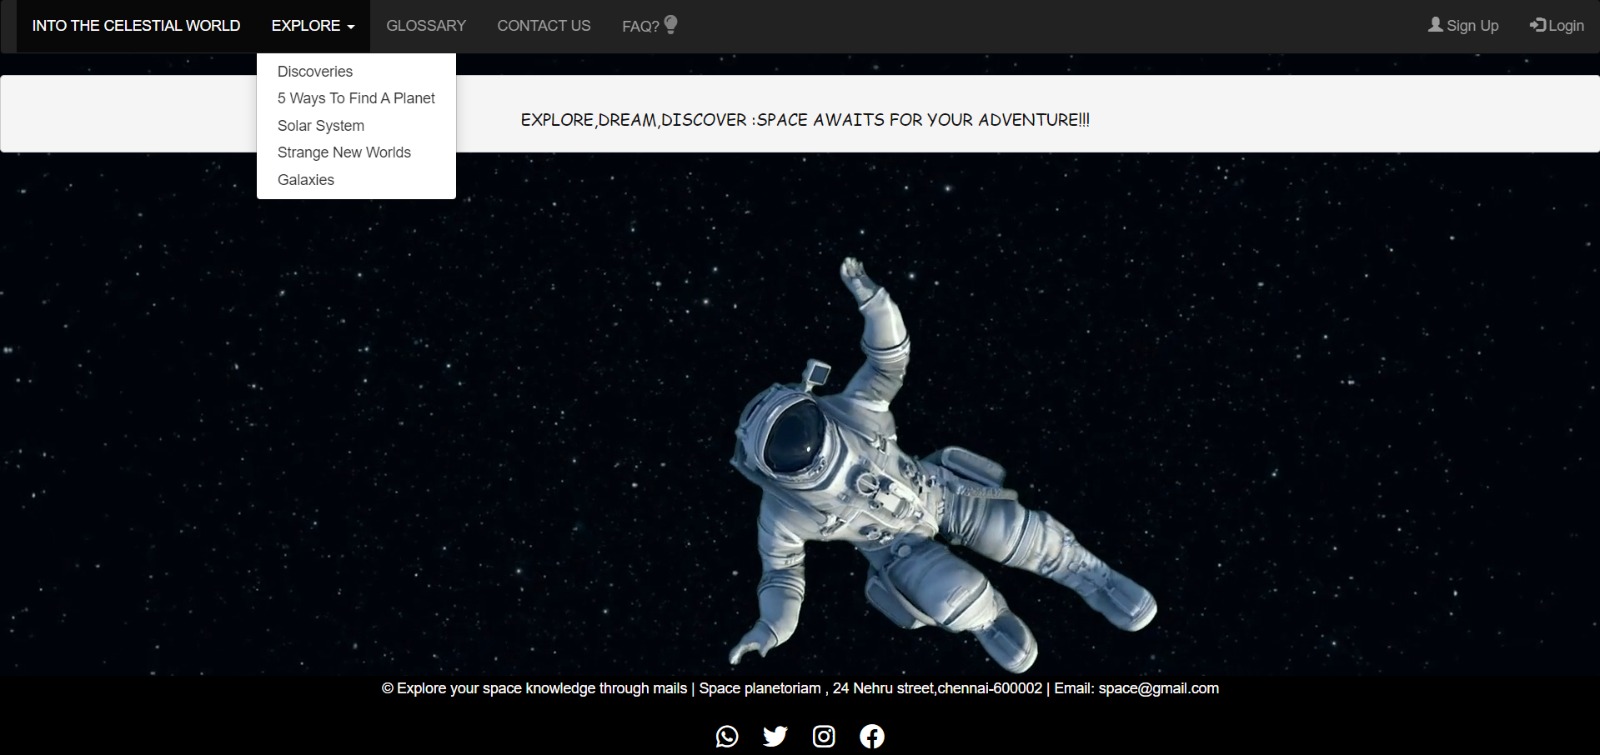 INTO THE CELESTIAL WORLD EXPLORE GLOSSARY CONTACT US FAQ? Sign Up Login
Discoveries
5 Ways To Find A Planet
Solar System
Strange New Worlds
Galaxies
EXPLORE,DREAM,DISCOVER :SPACE AWAITS FOR YOUR ADVENTURE!!!
© Explore your space knowledge through mails | Space planetoriam , 24 Nehru street,chennai-600002 | Email: space@gmail.com